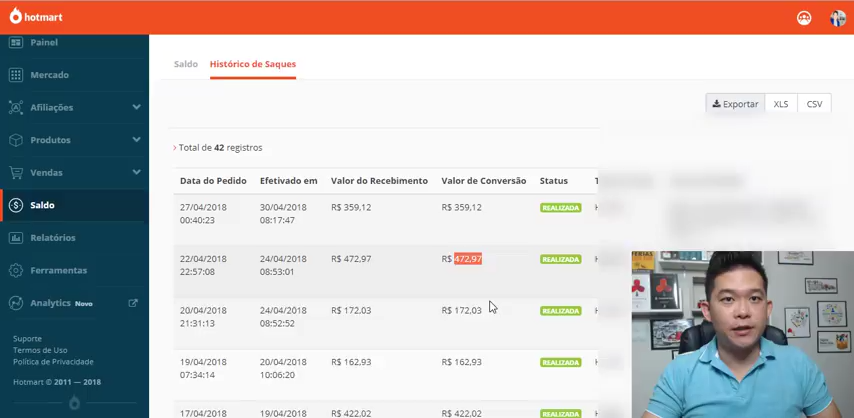 hotmart
Painel
Mercado
Afiliações
Produtos
Vendas
Saldo
Relatórios
Ferramentas
Analytics Novo
Suporte
Termos de Uso
Política de Privacidade
Hotmart © 2011 — 2018
Saldo Histórico de Saques
Exportar XLS CSV
Total de 42 registros
Data do Pedido Efetivado em Valor do Recebimento Valor de Conversão Status
27/04/2018 30/04/2018 R$ 359,12 R$ 359,12 REALIZADA
00:40:23 08:17:47
22/04/2018 24/04/2018 R$ 472,97 R$ 472,97 REALIZADA
22:57:08 08:53:01
20/04/2018 24/04/2018 R$ 172,03 R$ 172,03 REALIZADA
21:31:13 08:52:52
19/04/2018 20/04/2018 R$ 162,93 R$ 162,93 REALIZADA
07:34:14 10:06:20
17/04/2018 19/04/2018 R$ 422,02 R$ 422,02 REALIZADA